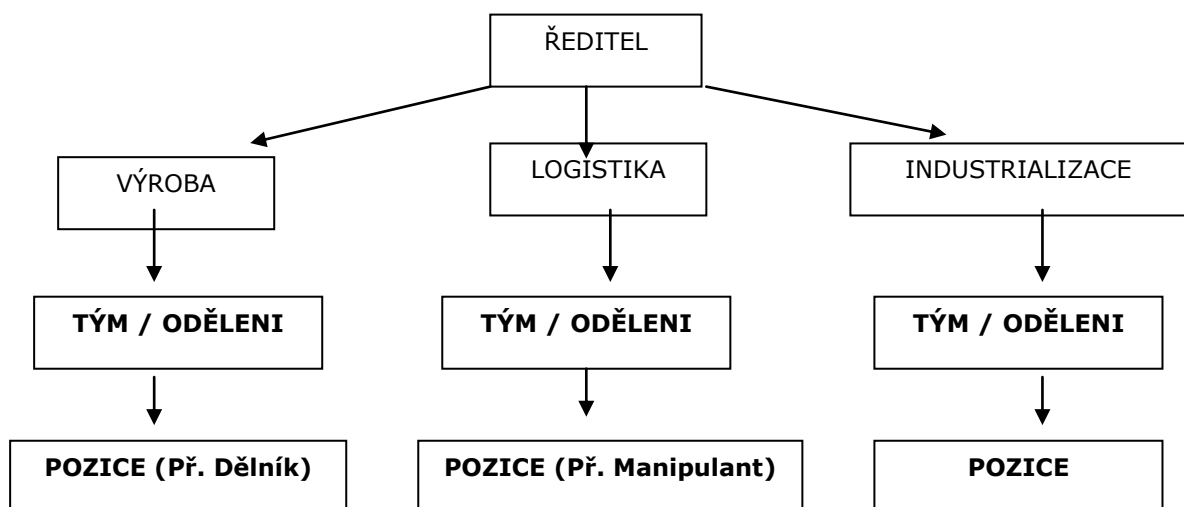 ŘEDITEL
VÝROBA
LOGISTIKA
INDUSTRIALIZACE
TÝM / ODĚLENI
TÝM / ODĚLENI
TÝM / ODĚLENI
POZICE (Př. Dělník)
POZICE (Př. Manipulant)
POZICE